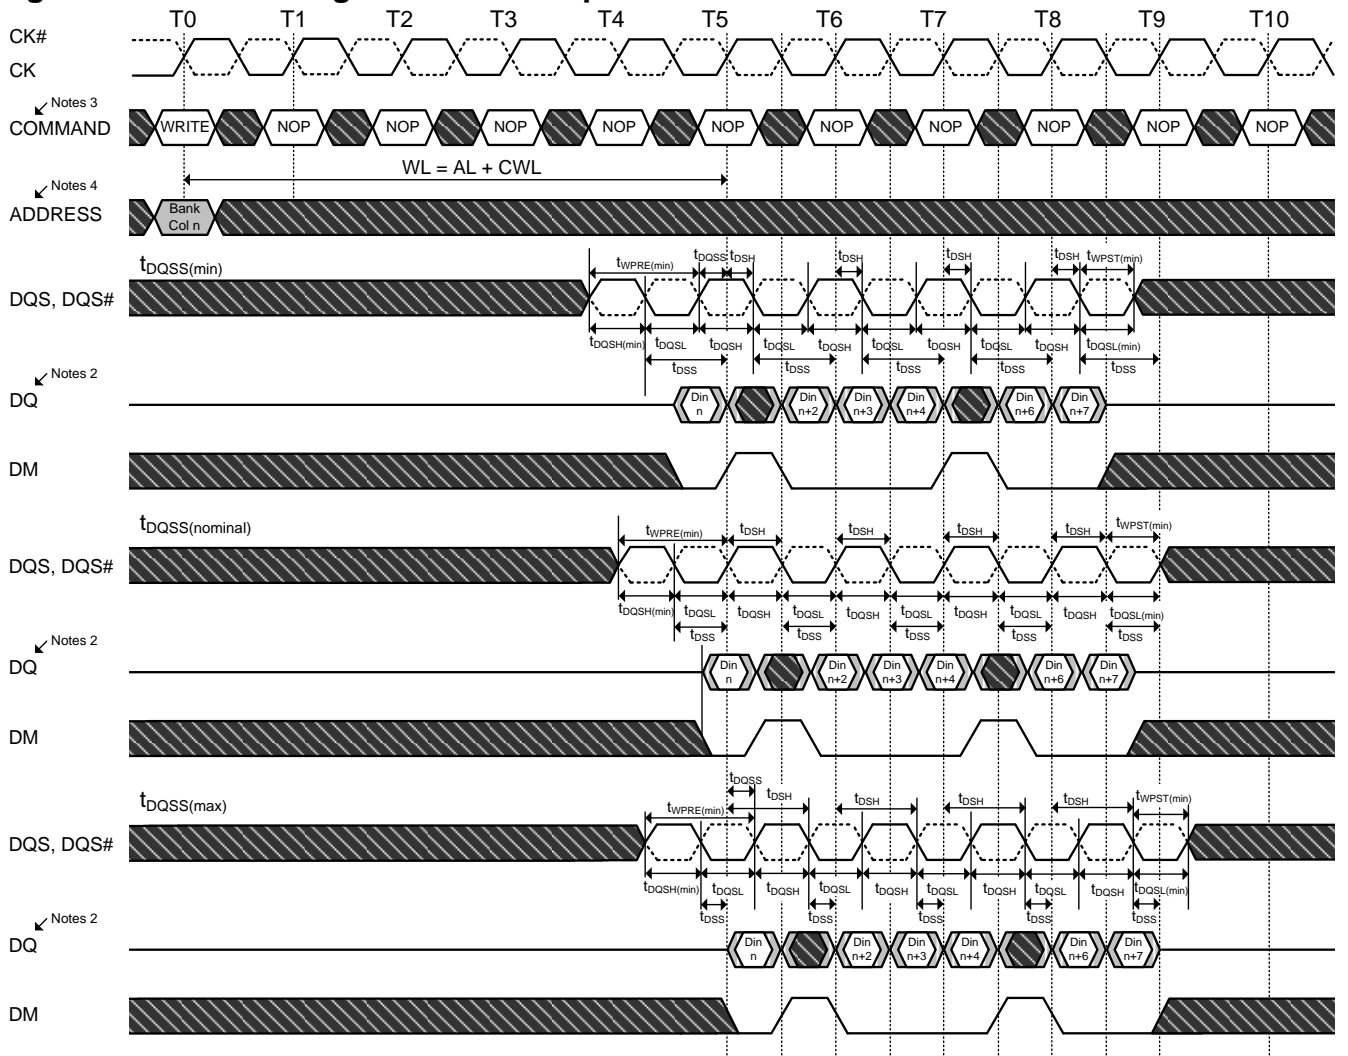 T0 T1 T2 T3 T4 T5 T6 T7 T8 T9 T10
CK#
CK
Notes 3
COMMAND WRITE NOP NOP NOP NOP NOP NOP NOP NOP NOP NOP
WL = AL + CWL
Notes 4
ADDRESS
Bank
Col n
tDQSS(min)
tWPRE(min) tDQSS tDSH tDSH tDSH tDSH tWPST(min)
DQS, DQS#
tDQSH(min) tDQSL tDQSH tDQSL tDQSH tDQSL tDQSH tDQSL tDQSH tDQSL(min)
tDSS tDSS tDSS tDSS tDSS
Notes 2
DQ
Din Din Din Din Din Din
n n+2 n+3 n+4 n+6 n+7
DM
tDQSS(nominal)
tWPRE(min) tDSH tDSH tDSH tDSH tWPST(min)
DQS, DQS#
tDQSH(min) tDQSL tDQSH tDQSL tDQSH tDQSL tDQSH tDQSL tDQSH tDQSL(min)
tDSS tDSS tDSS tDSS tDSS
Notes 2
DQ
Din Din Din Din Din Din
n n+2 n+3 n+4 n+6 n+7
DM
tDQSS
tDQSS(max)
tWPRE(min) tDSH tDSH tDSH tDSH tWPST(min)
DQS, DQS#
tDQSH(min) tDQSL tDQSH tDQSL tDQSH tDQSL tDQSH tDQSL tDQSH tDQSL(min)
tDSS tDSS tDSS tDSS tDSS
Notes 2
DQ
Din Din Din Din Din Din
n n+2 n+3 n+4 n+6 n+7
DM